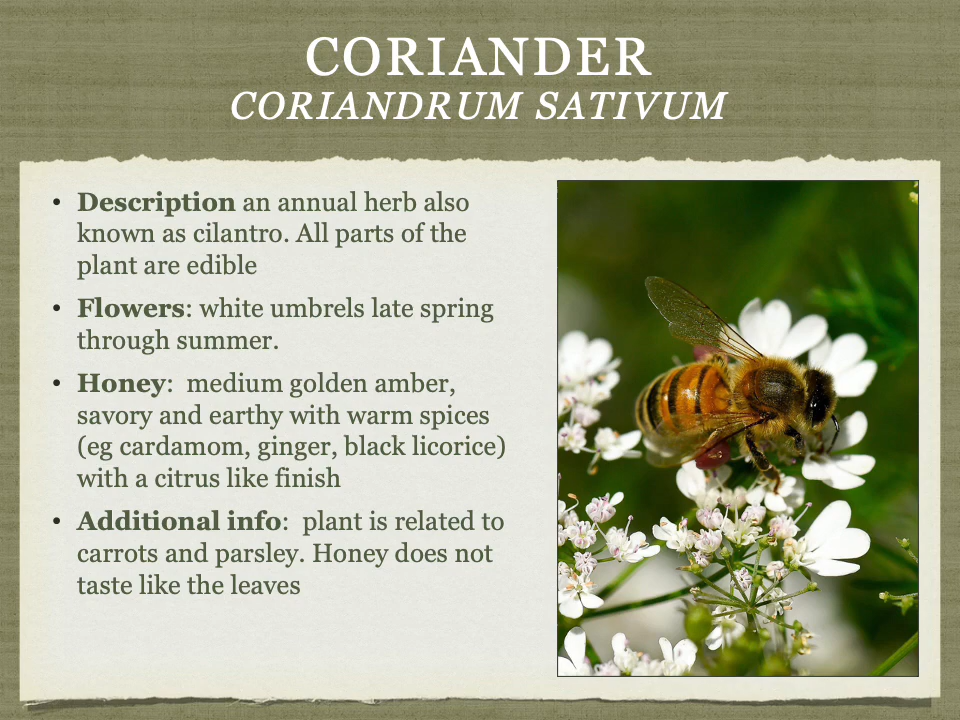 CORIANDER
CORIANDRUM SATIVUM
• Description an annual herb also
known as cilantro. All parts of the
plant are edible
• Flowers: white umbrels late spring
through summer.
• Honey:  medium golden amber,
savory and earthy with warm spices
(eg cardamom, ginger, black licorice)
with a citrus like finish
• Additional info:  plant is related to
carrots and parsley. Honey does not
taste like the leaves